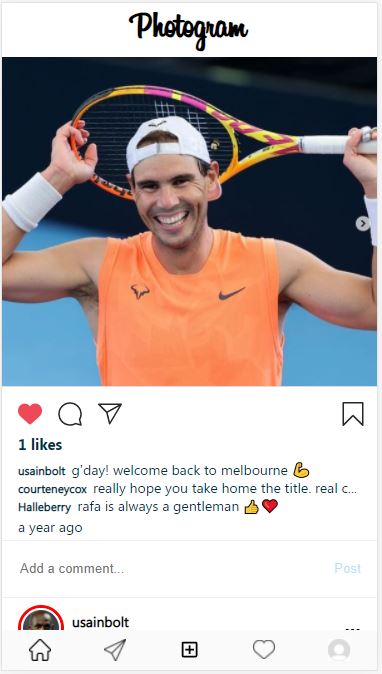 Photogram
1 likes
usainbolt g'day! welcome back to melbourne 💪
courteneycox really hope you take home the title. real c...
Halleberry rafa is always a gentleman 👍❤️
a year ago
Add a comment... Post
usainbolt